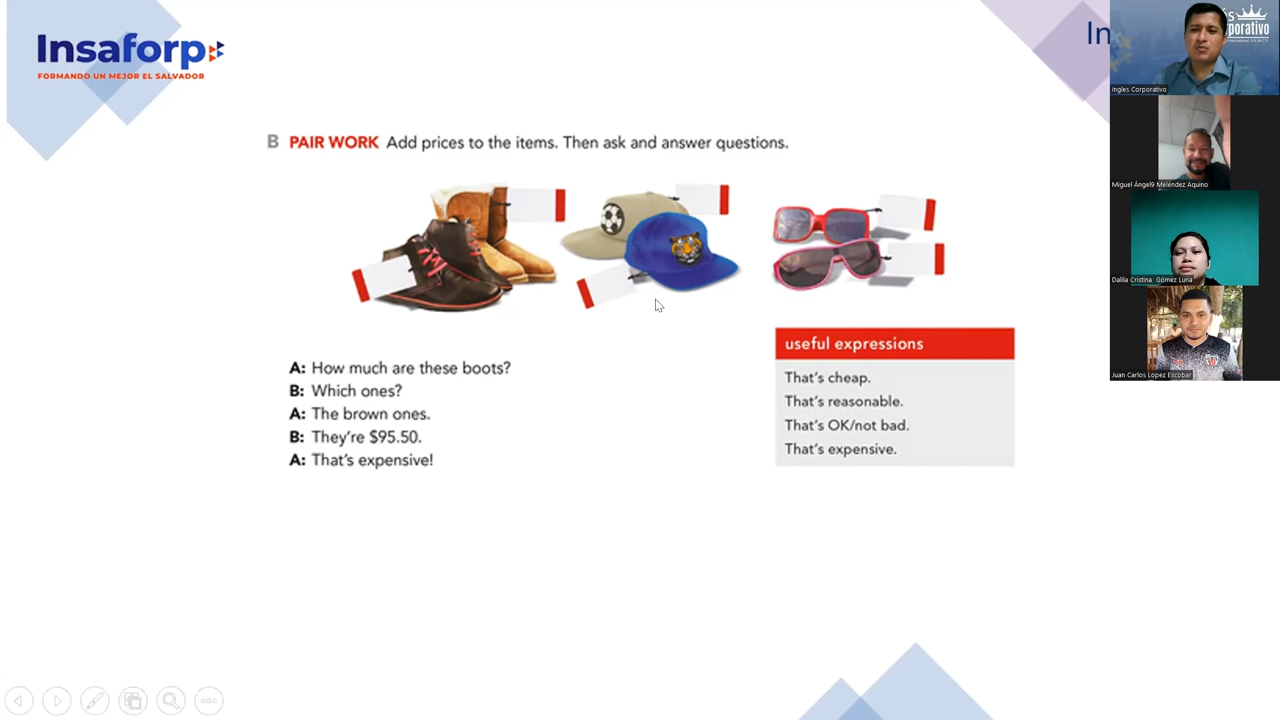 Insaforp
FORMANDO UN MEJOR EL SALVADOR
In
és
rporativo
Ingles Corporativo
Miguel Ángel9 Meléndez Aquino
Dalila Cristina Gómez Luna
Juan Carlos Lopez Escobar
B PAIR WORK Add prices to the items. Then ask and answer questions.
A: How much are these boots?
B: Which ones?
A: The brown ones.
B: They're $95.50.
A: That's expensive!
useful expressions
That's cheap.
That's reasonable.
That's OK/not bad.
That's expensive.